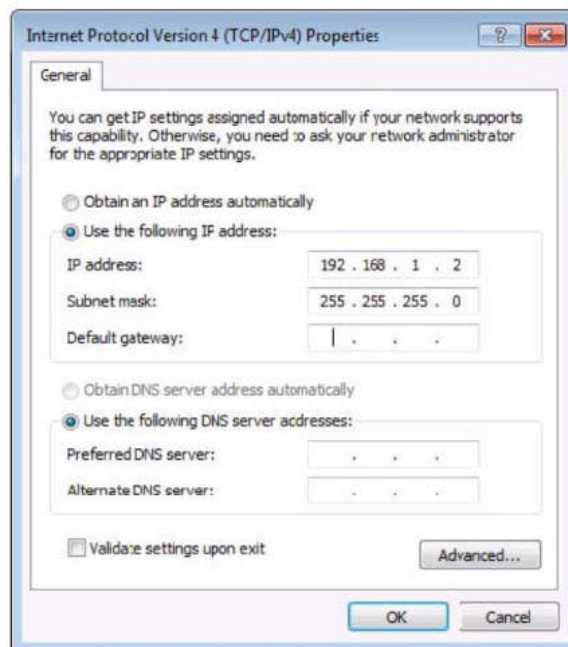 Internet Protocol Version 4 (TCP/IPv4) Properties
General
You can get IP settings assigned automatically if your network supports
this capability. Otherwise, you need to ask your network administrator
for the appropriate IP settings.
Obtain an IP address automatically
Use the following IP address:
IP address: 192 . 168 . 1 . 2
Subnet mask: 255 . 255 . 255 . 0
Default gateway: . . .
Obtain DNS server address automatically
Use the following DNS server addresses:
Preferred DNS server: . . .
Alternate DNS server: . . .
Validate settings upon exit
Advanced...
OK Cancel